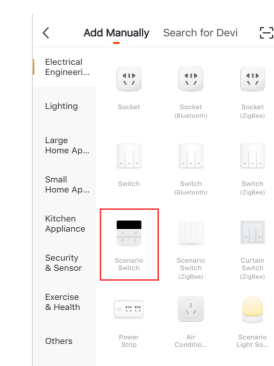 Add Manually Search for Devi
Electrical
Engineeri...
Lighting
Large
Home Ap...
Small
Home Ap...
Kitchen
Appliance
Security
& Sensor
Exercise
& Health
Others
Socket
Socket
(Bluetooth)
Socket
(ZigBee)
Switch
Switch
(Bluetooth)
Switch
(ZigBee)
Scenario
Switch
Scenario
Switch
(ZigBee)
Curtain
Switch
(ZigBee)
Power
Strip
Air
Conditio...
Scenario
Light So...